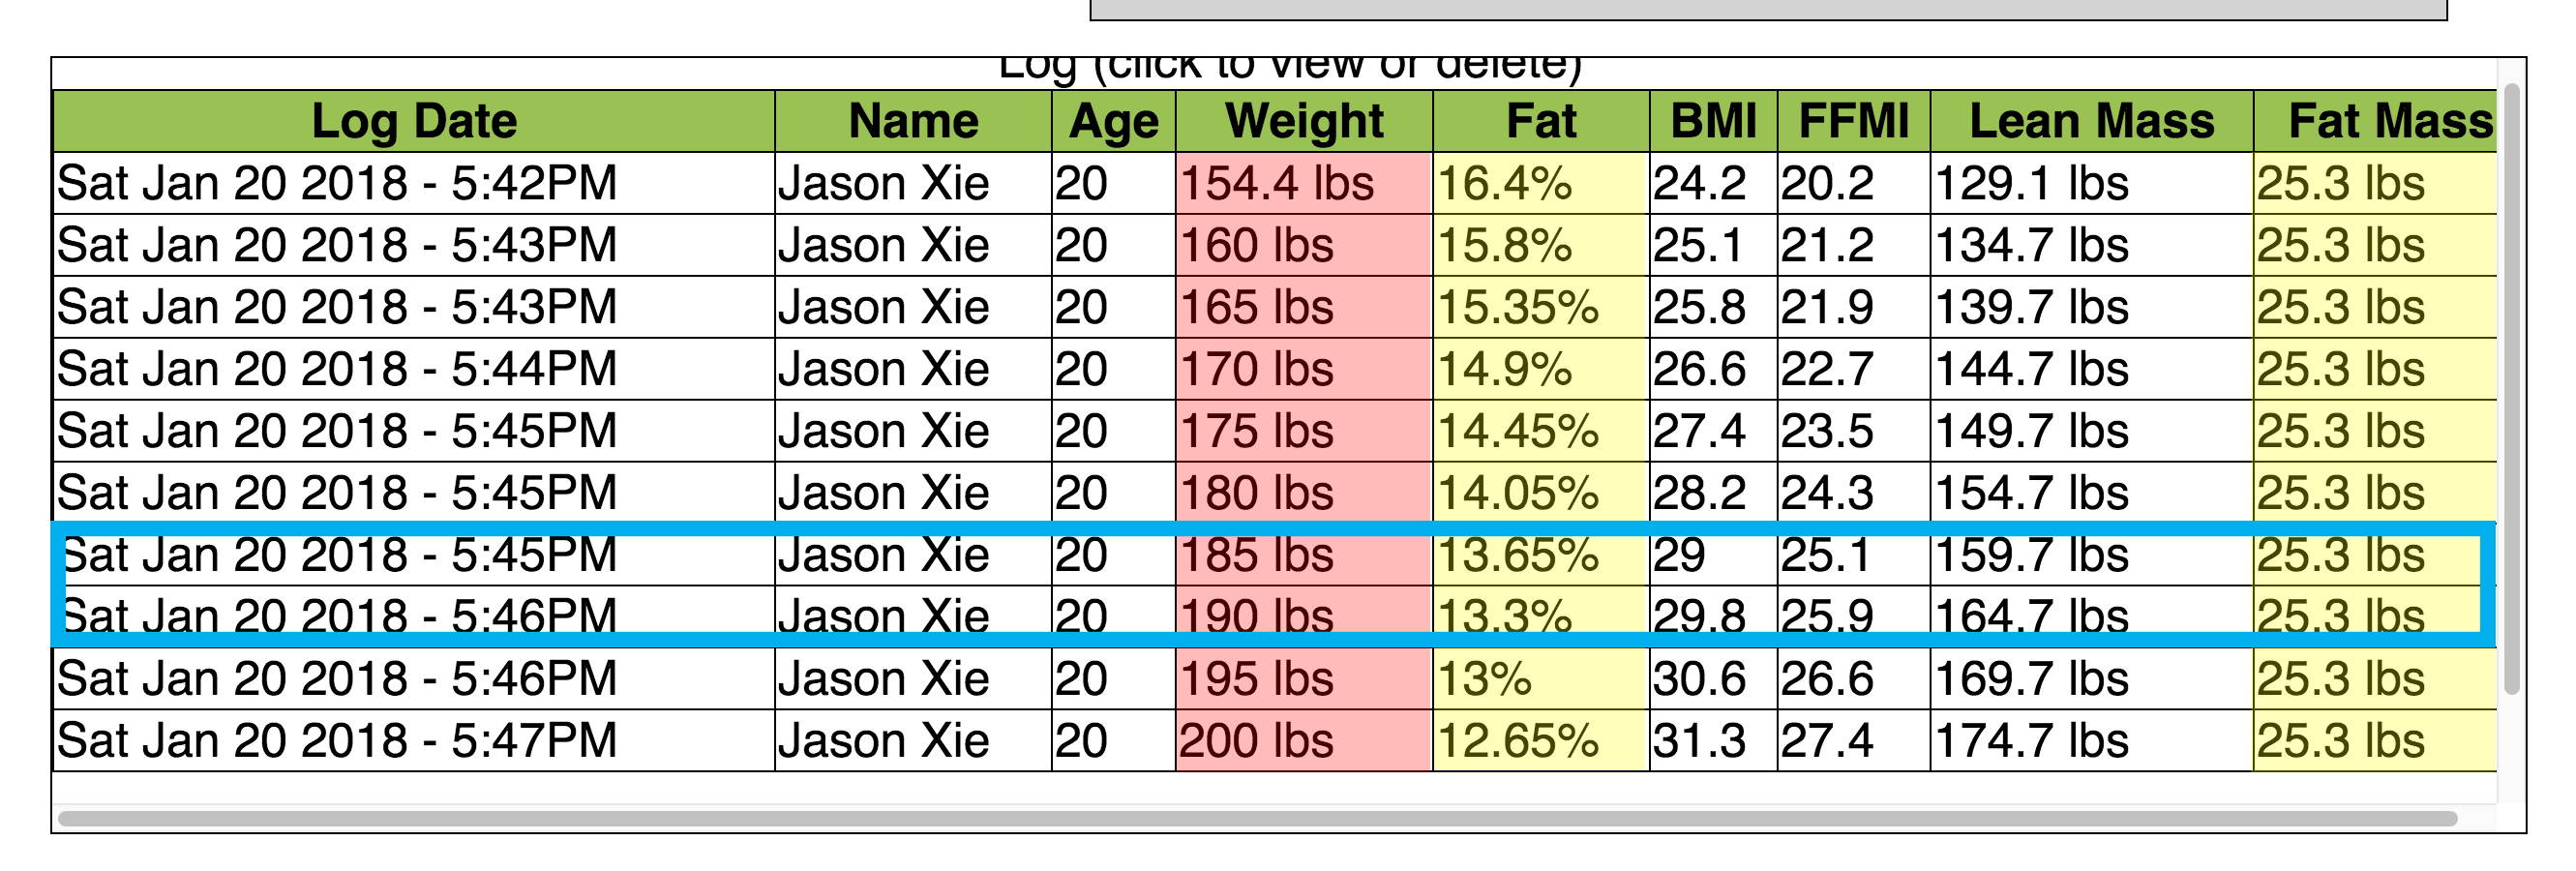 Log (click to view or delete)
Log Date Name Age Weight Fat BMI FFMI Lean Mass Fat Mass
Sat Jan 20 2018 - 5:42PM Jason Xie 20 154.4 lbs 16.4% 24.2 20.2 129.1 lbs 25.3 lbs
Sat Jan 20 2018 - 5:43PM Jason Xie 20 160 lbs 15.8% 25.1 21.2 134.7 lbs 25.3 lbs
Sat Jan 20 2018 - 5:43PM Jason Xie 20 165 lbs 15.35% 25.8 21.9 139.7 lbs 25.3 lbs
Sat Jan 20 2018 - 5:44PM Jason Xie 20 170 lbs 14.9% 26.6 22.7 144.7 lbs 25.3 lbs
Sat Jan 20 2018 - 5:45PM Jason Xie 20 175 lbs 14.45% 27.4 23.5 149.7 lbs 25.3 lbs
Sat Jan 20 2018 - 5:45PM Jason Xie 20 180 lbs 14.05% 28.2 24.3 154.7 lbs 25.3 lbs
Sat Jan 20 2018 - 5:45PM Jason Xie 20 185 lbs 13.65% 29 25.1 159.7 lbs 25.3 lbs
Sat Jan 20 2018 - 5:46PM Jason Xie 20 190 lbs 13.3% 29.8 25.9 164.7 lbs 25.3 lbs
Sat Jan 20 2018 - 5:46PM Jason Xie 20 195 lbs 13% 30.6 26.6 169.7 lbs 25.3 lbs
Sat Jan 20 2018 - 5:47PM Jason Xie 20 200 lbs 12.65% 31.3 27.4 174.7 lbs 25.3 lbs